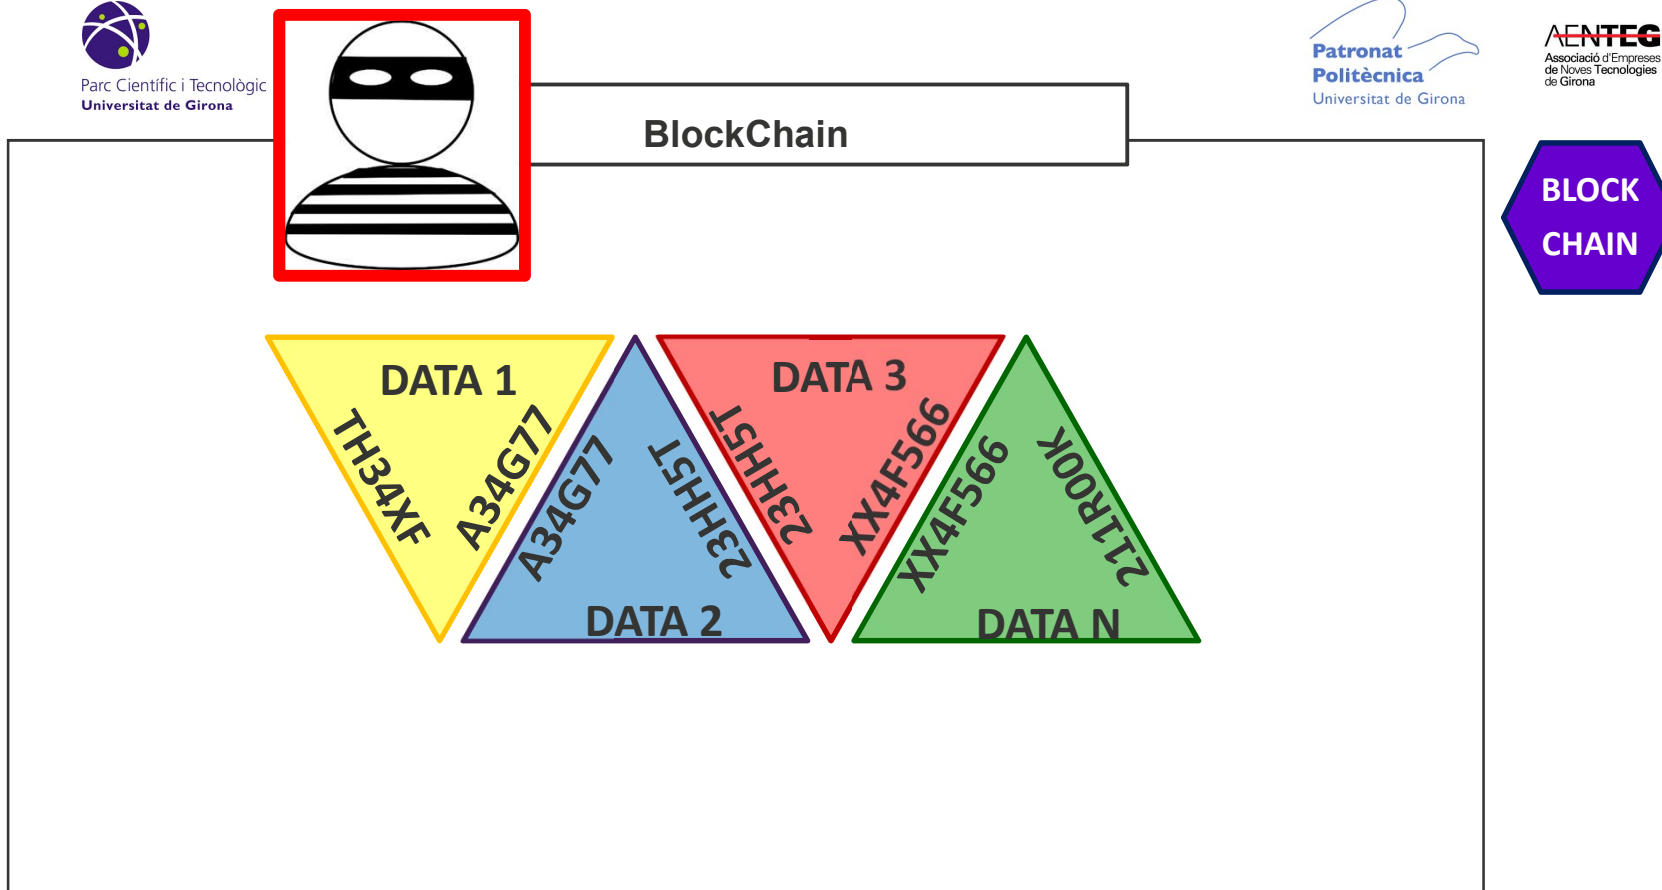 Parc Científic i Tecnològic
Universitat de Girona
BlockChain
Patronat
Politècnica
Universitat de Girona
AENTEG
Associació d'Empreses
de Noves Tecnologies
de Girona
BLOCK
CHAIN
DATA 1
TH34XF
A34G77
A34G77
23HH5T
DATA 2
DATA 3
23HH5T
XX4F566
XX4F566
211R00K
DATA N